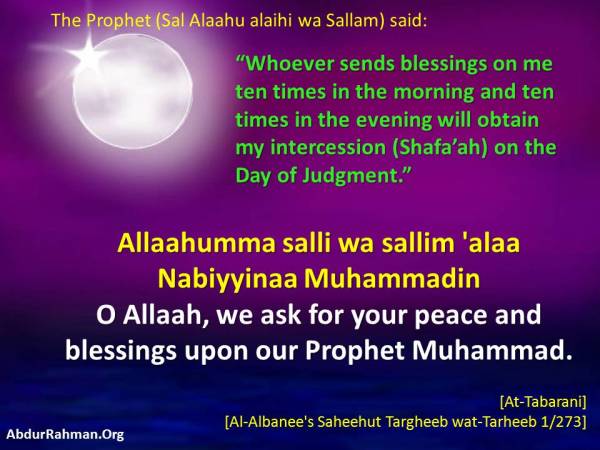 The Prophet (Sal Alaahu alaihi wa Sallam) said:
“Whoever sends blessings on me
ten times in the morning and ten
times in the evening will obtain
my intercession (Shafa’ah) on the
Day of Judgment.”
Allaahumma salli wa sallim 'alaa
Nabiyyinaa Muhammadin
O Allaah, we ask for your peace and
blessings upon our Prophet Muhammad.
[At-Tabarani]
[Al-Albanee's Saheehut Targheeb wat-Tarheeb 1/273]
AbdurRahman.Org